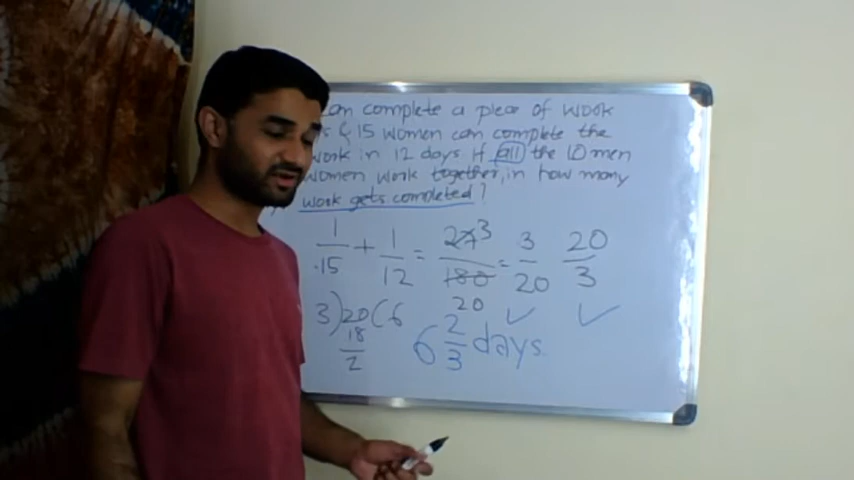 can complete a piece of work
s & 15 women can complete the
work in 12 days if all the 10 men
women work together, in how many
work gets completed ?
1/15 + 1/12 = 27 3/180 20 = 3/20 20/3
3)20(6
18
2
6 2/3 days